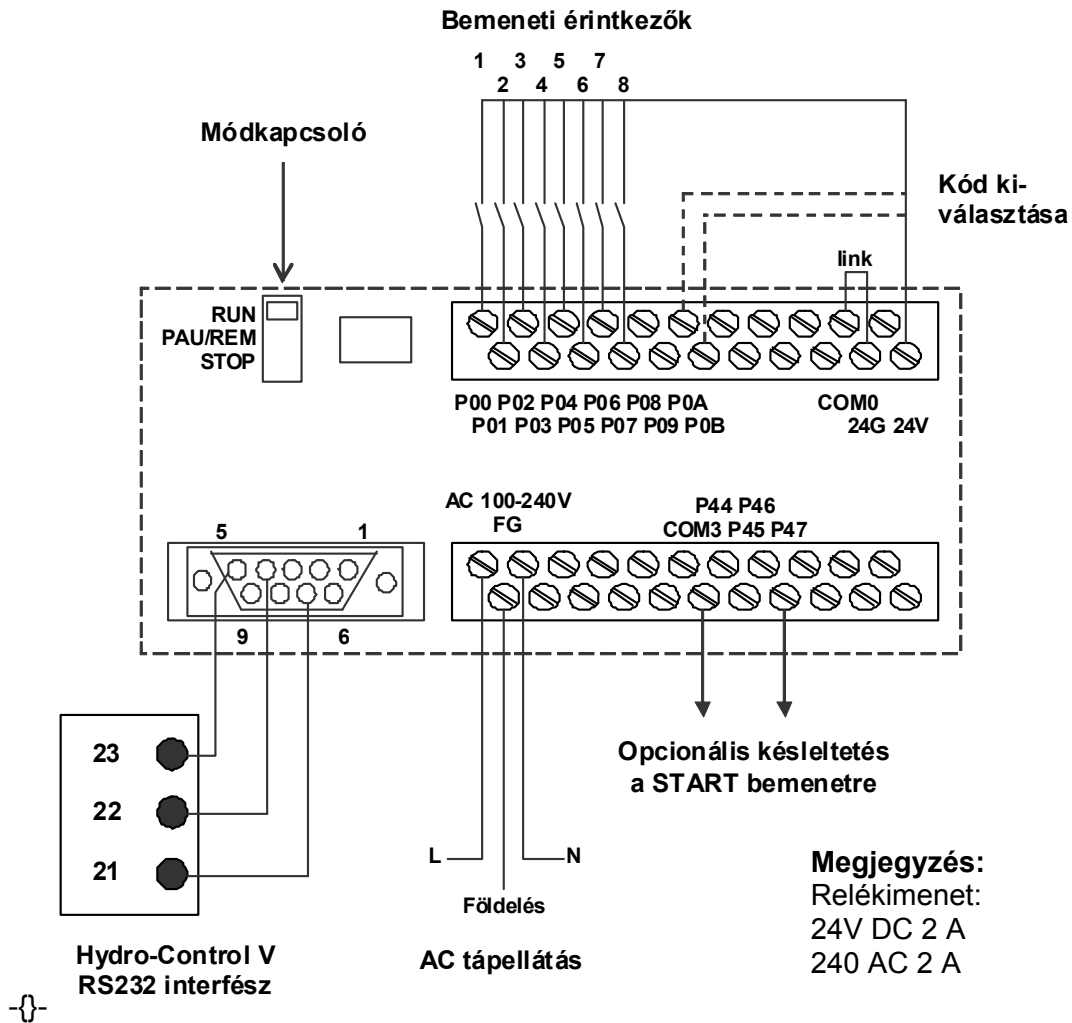 Bemeneti érintkezők
1 3 5 7
2 4 6 8
Módkapcsoló
Kód ki-
választása
link
RUN
PAU/REM
STOP
P00 P02 P04 P06 P08 P0A COM0
P01 P03 P05 P07 P09 P0B 24G 24V
AC 100-240V P44 P46
FG COM3 P45 P47
5 1
9 6
23
22
21
Opcionális késleltetés
a START bemenetre
L N
Földelés
AC tápellátás
Hydro-Control V
RS232 interfész
Megjegyzés:
Relékimenet:
24V DC 2 A
240 AC 2 A
-{}-